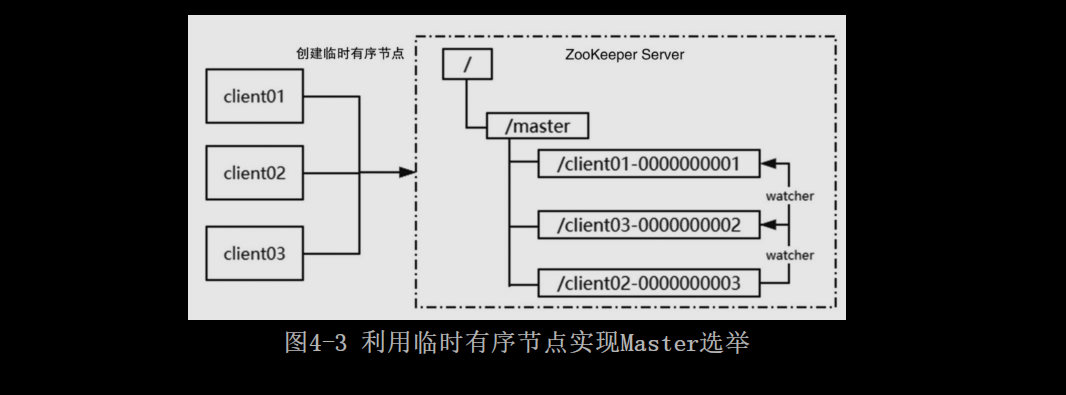 创建临时有序节点
ZooKeeper Server
/
client01
/master
/client01-0000000001
client02
watcher
/client03-0000000002
client03
watcher
/client02-0000000003
图4-3 利用临时有序节点实现Master选举